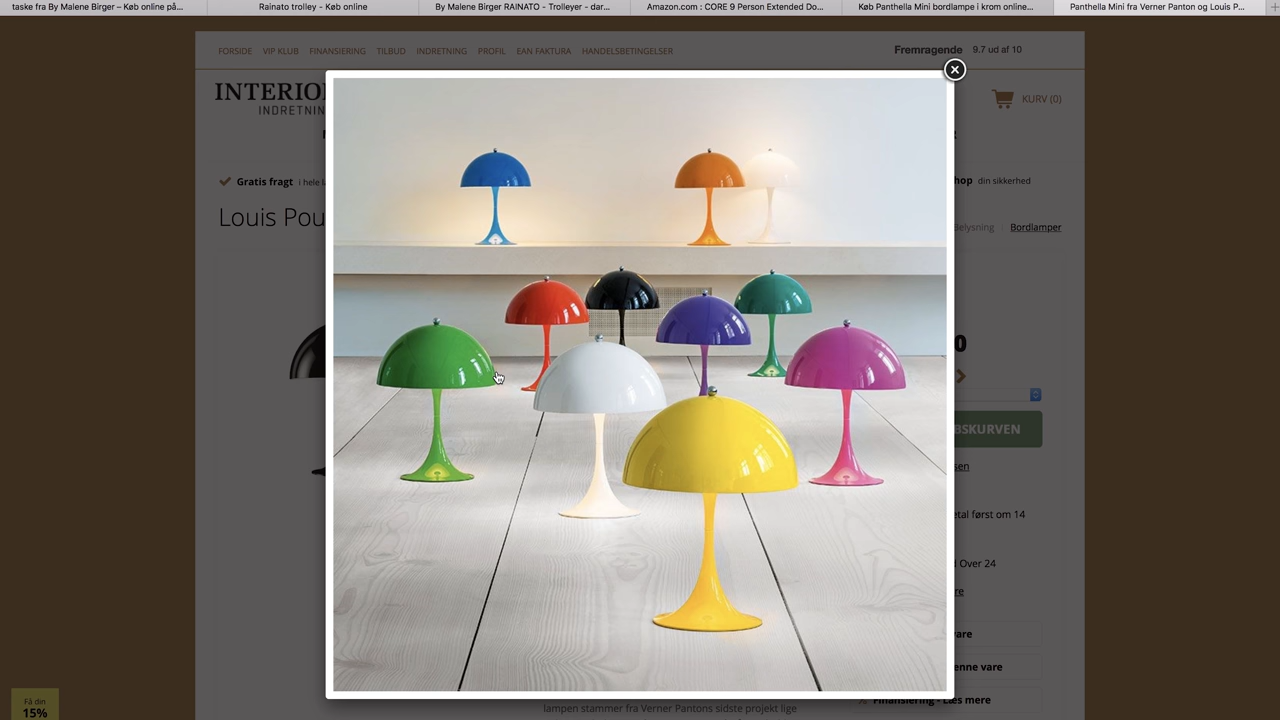 taske fra By Malene Birger – Køb online på...
Rainato trolley - Køb online
By Malene Birger RAINATO - Trolleyer - dar...
Amazon.com : CORE 9 Person Extended Do...
Køb Panthella Mini bordlampe i krom online...
Panthella Mini fra Verner Panton og Louis P...
FORSIDE VIP KLUB FINANSIERING TILBUD INDRETNING PROFIL EAN FAKTURA HANDELSBETINGELSER
Fremragende 9.7 ud af 10
INTERIO
INDRETNIN
KURV (0)
Gratis fragt i hele l
hop din sikkerhed
Louis Pou
Belysning Bordlamper
0
BSKURVEN
sen
etal først om 14
d Over 24
re
vare
enne vare
Finansiering - Læs mere
Få din
15%
lampen stammer fra Verner Pantons sidste projekt lige